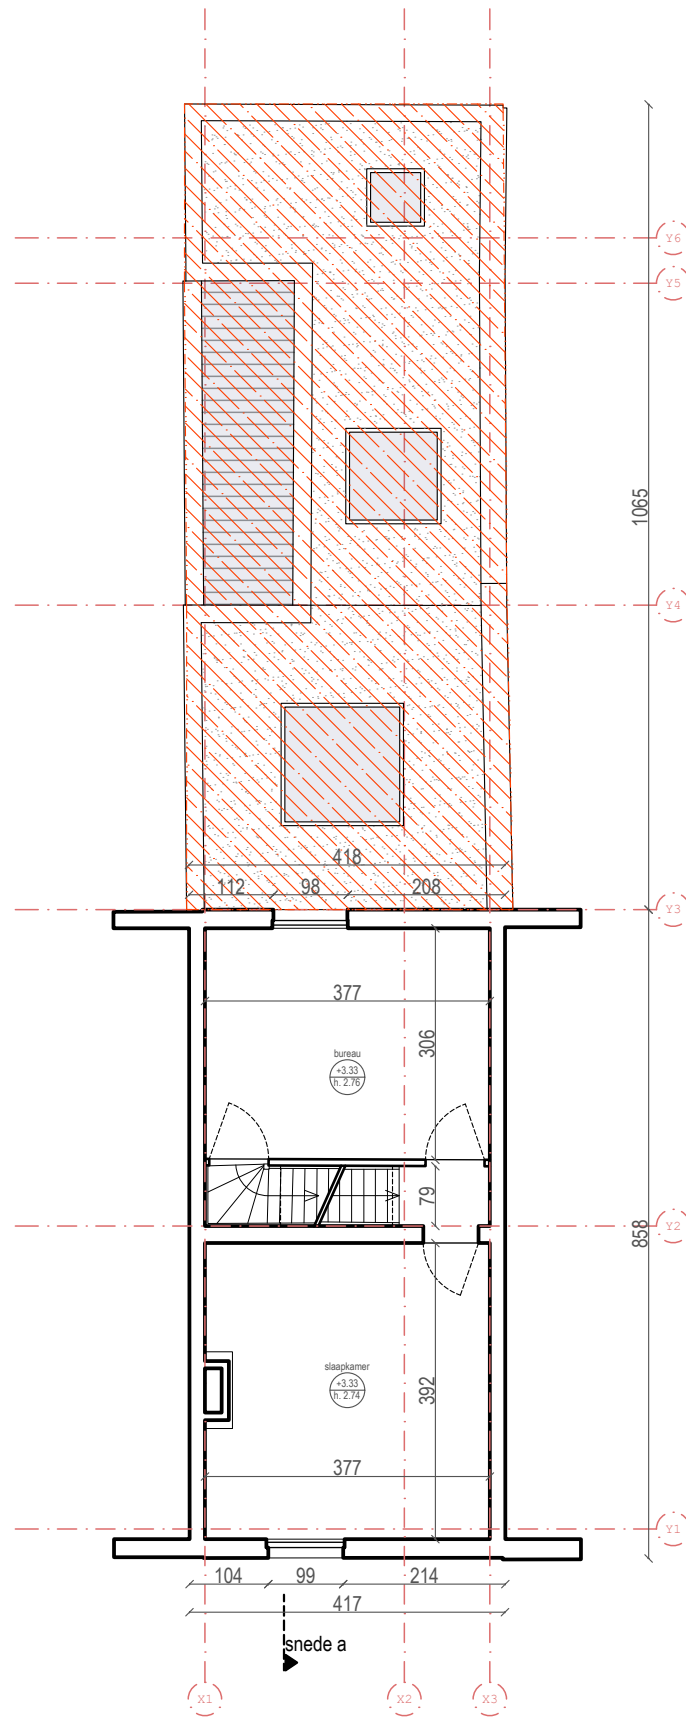 Y6
Y5
1065
Y4
418
112
98
208
Y3
377
306
bureau
+3.33
h. 2.76
79
Y2
858
slaapkamer
+3.33
h. 2.74
392
377
Y1
104
99
214
417
snede a
X1
X2
X3